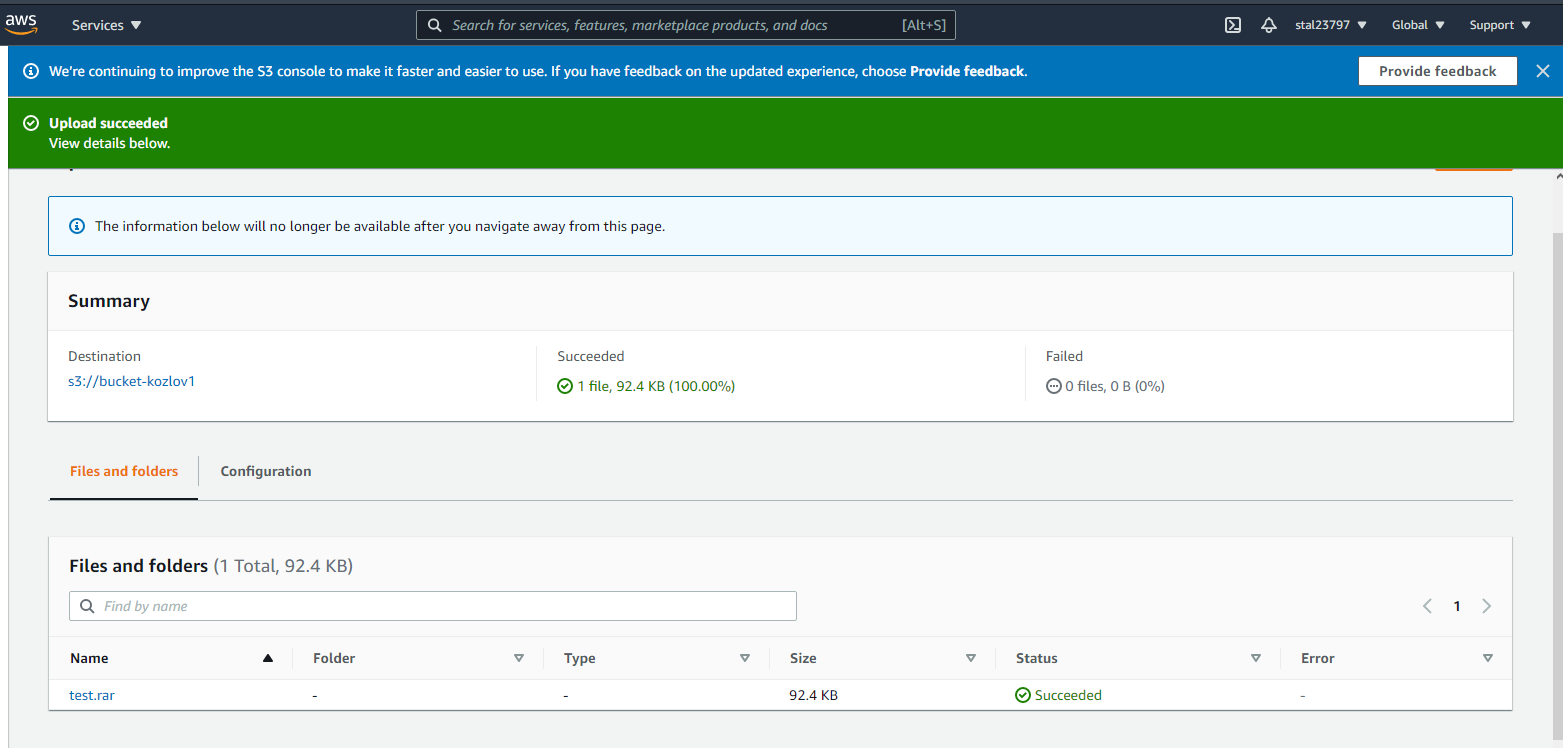 aws Services Search for services, features, marketplace products, and docs [Alt+S] stal23797 Global Support
We're continuing to improve the S3 console to make it faster and easier to use. If you have feedback on the updated experience, choose Provide feedback. Provide feedback
Upload succeeded
View details below.
The information below will no longer be available after you navigate away from this page.
Summary
Destination Succeeded Failed
s3://bucket-kozlov1 1 file, 92.4 KB (100.00%) 0 files, 0 B (0%)
Files and folders Configuration
Files and folders (1 Total, 92.4 KB)
Find by name 1
Name Folder Type Size Status Error
test.rar - - 92.4 KB Succeeded -